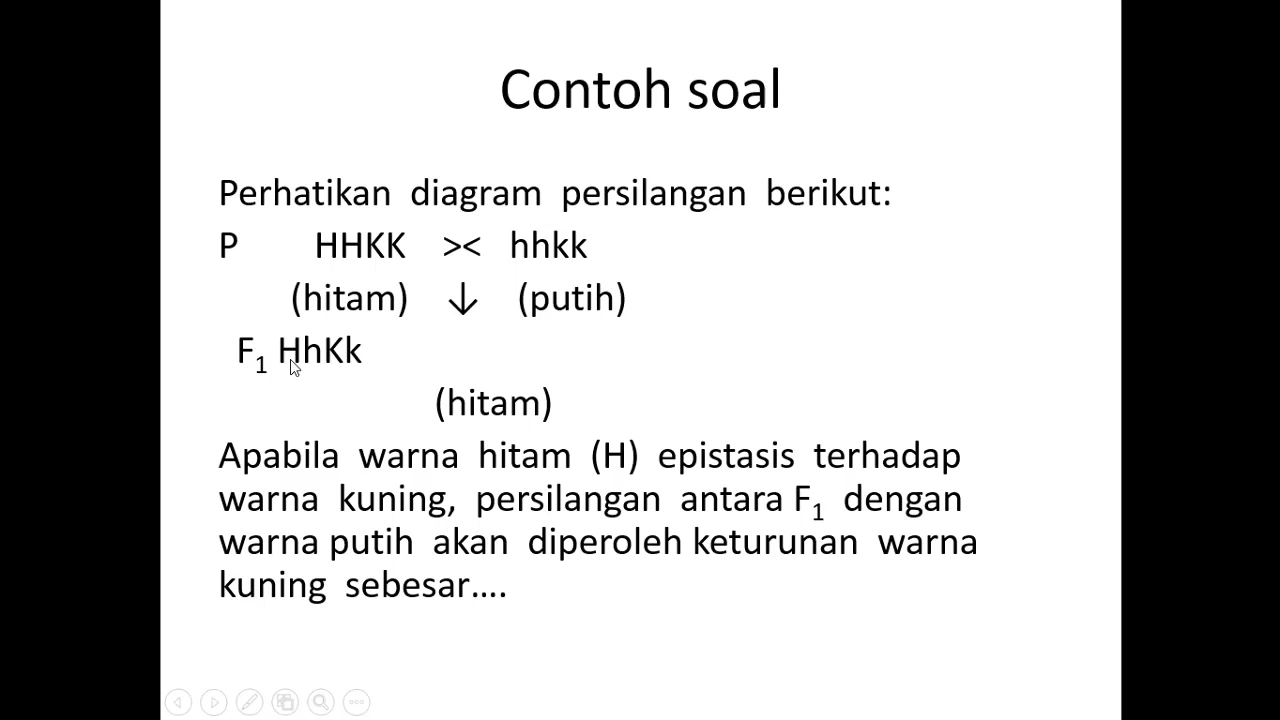 Contoh soal
Perhatikan diagram persilangan berikut:
P HHKK >< hhkk
(hitam) ↓ (putih)
F₁ HhKk
(hitam)
Apabila warna hitam (H) epistasis terhadap
warna kuning, persilangan antara F₁ dengan
warna putih akan diperoleh keturunan warna
kuning sebesar....